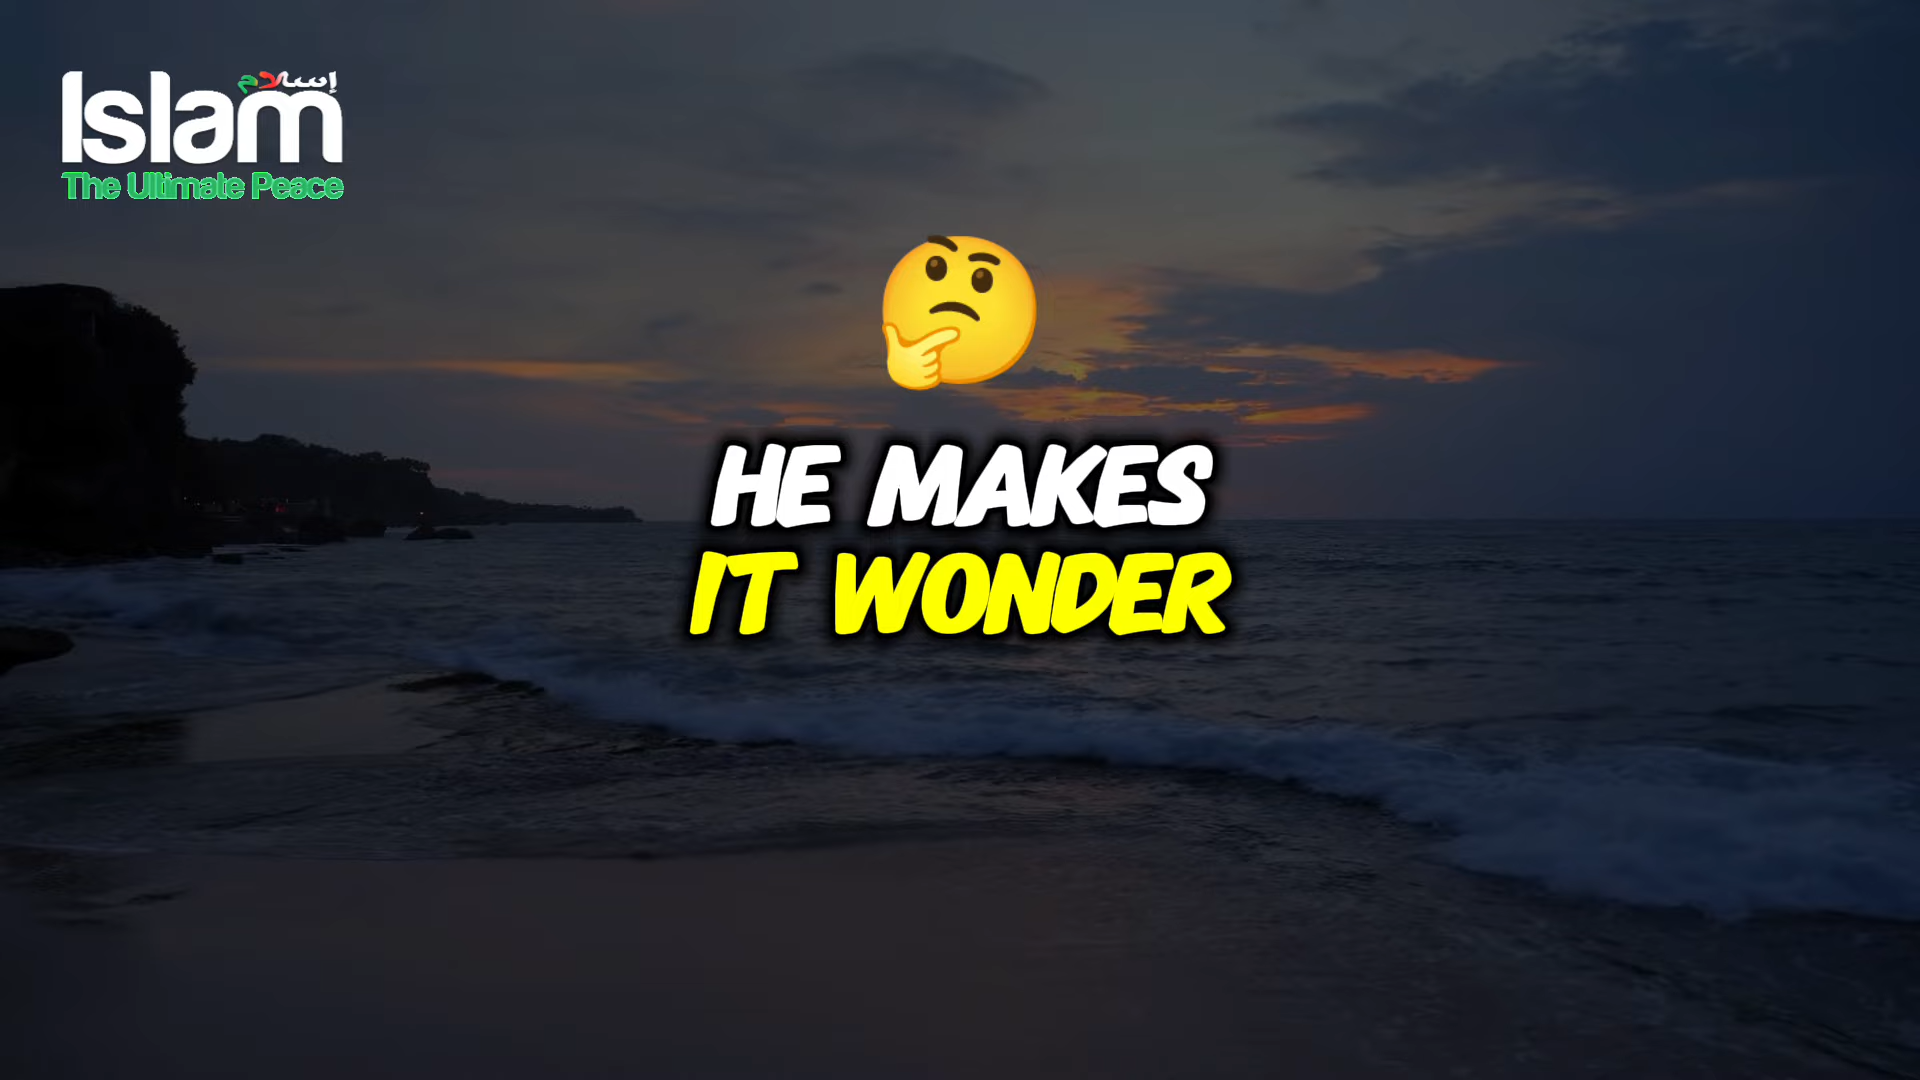 إسلام
Islam
The Ultimate Peace
HE MAKES
IT WONDER